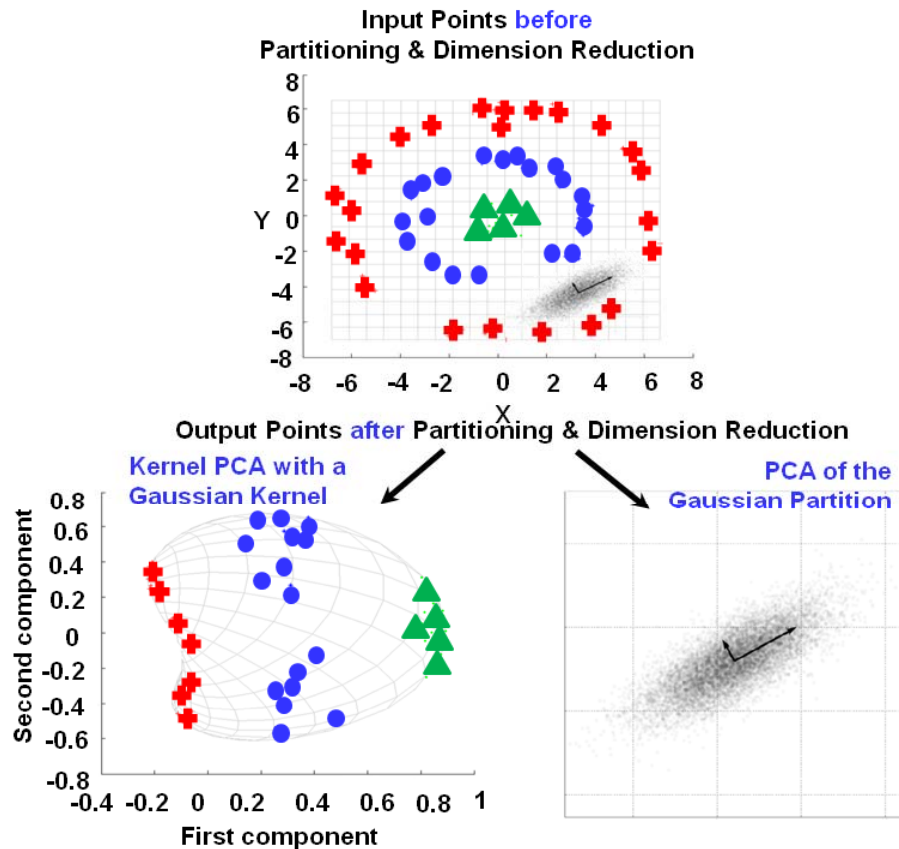 Input Points before
Partitioning & Dimension Reduction
8
6
4
2
Y 0
-2
-4
-6
-8
-8 -6 -4 -2 0 2 4 6 8
X
Output Points after Partitioning & Dimension Reduction
Kernel PCA with a
Gaussian Kernel
0.8
0.6
0.4
0.2
0
-0.2
-0.4
-0.6
-0.8
Second component
-0.4 -0.2 0 0.2 0.4 0.6 0.8 1
First component
PCA of the
Gaussian Partition